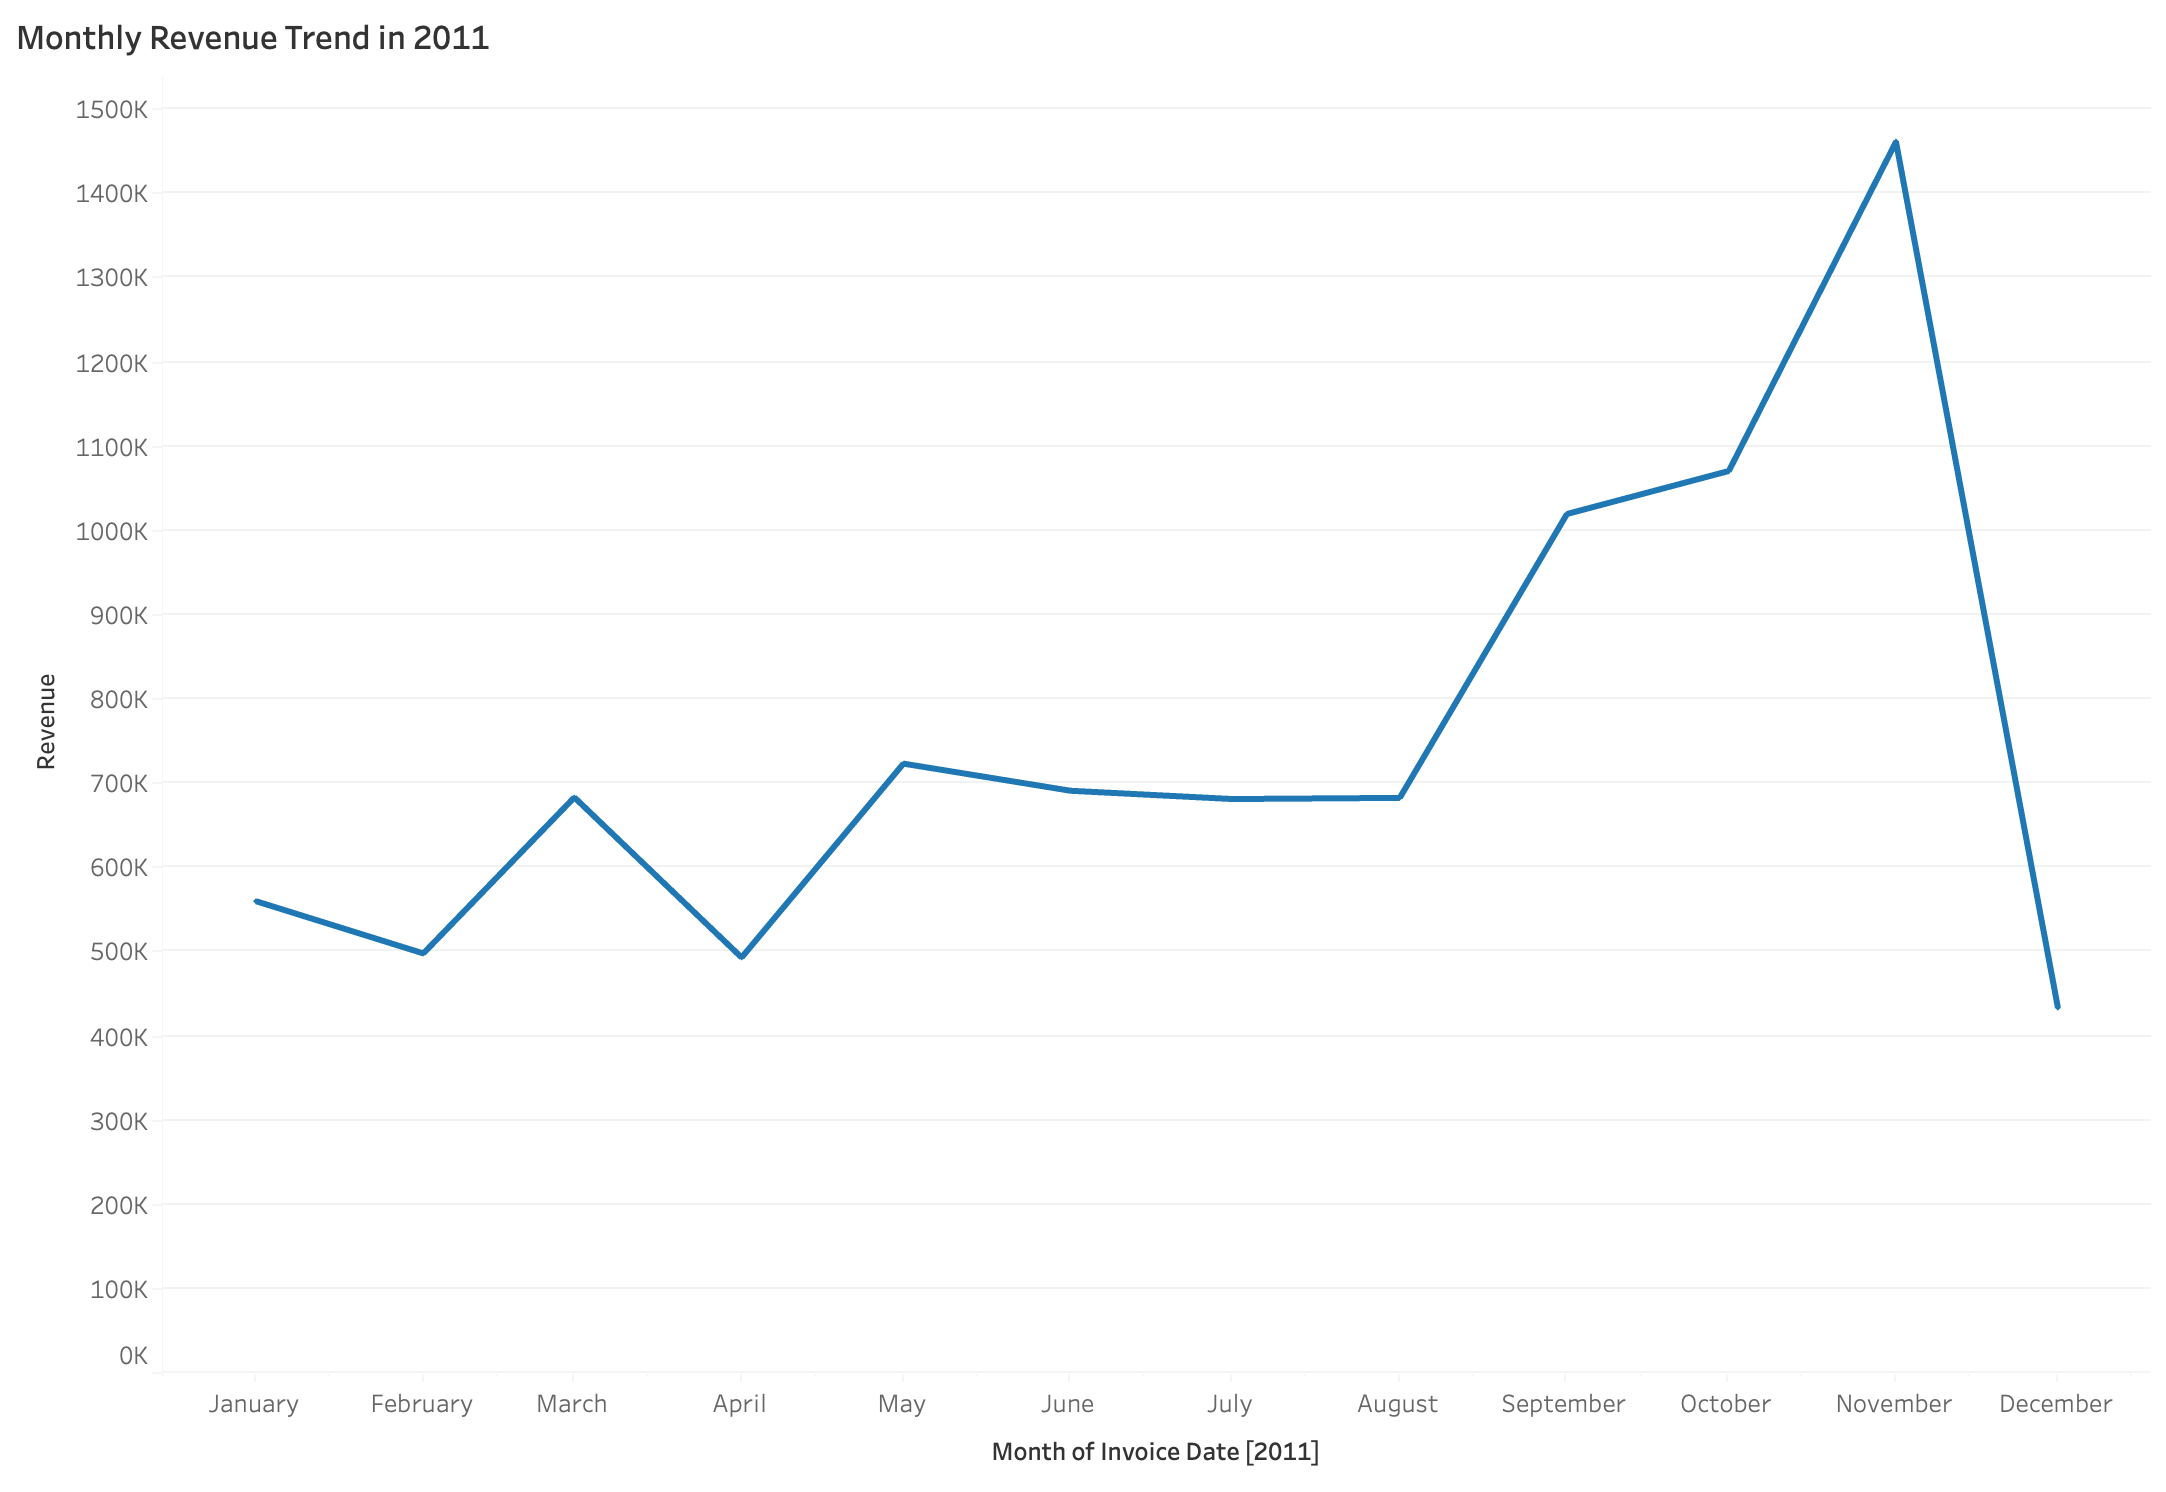 Monthly Revenue Trend in 2011
1500K
1400K
1300K
1200K
1100K
1000K
900K
800K
700K
600K
500K
400K
300K
200K
100K
0K
Revenue
January February March April May June July August September October November December
Month of Invoice Date [2011]